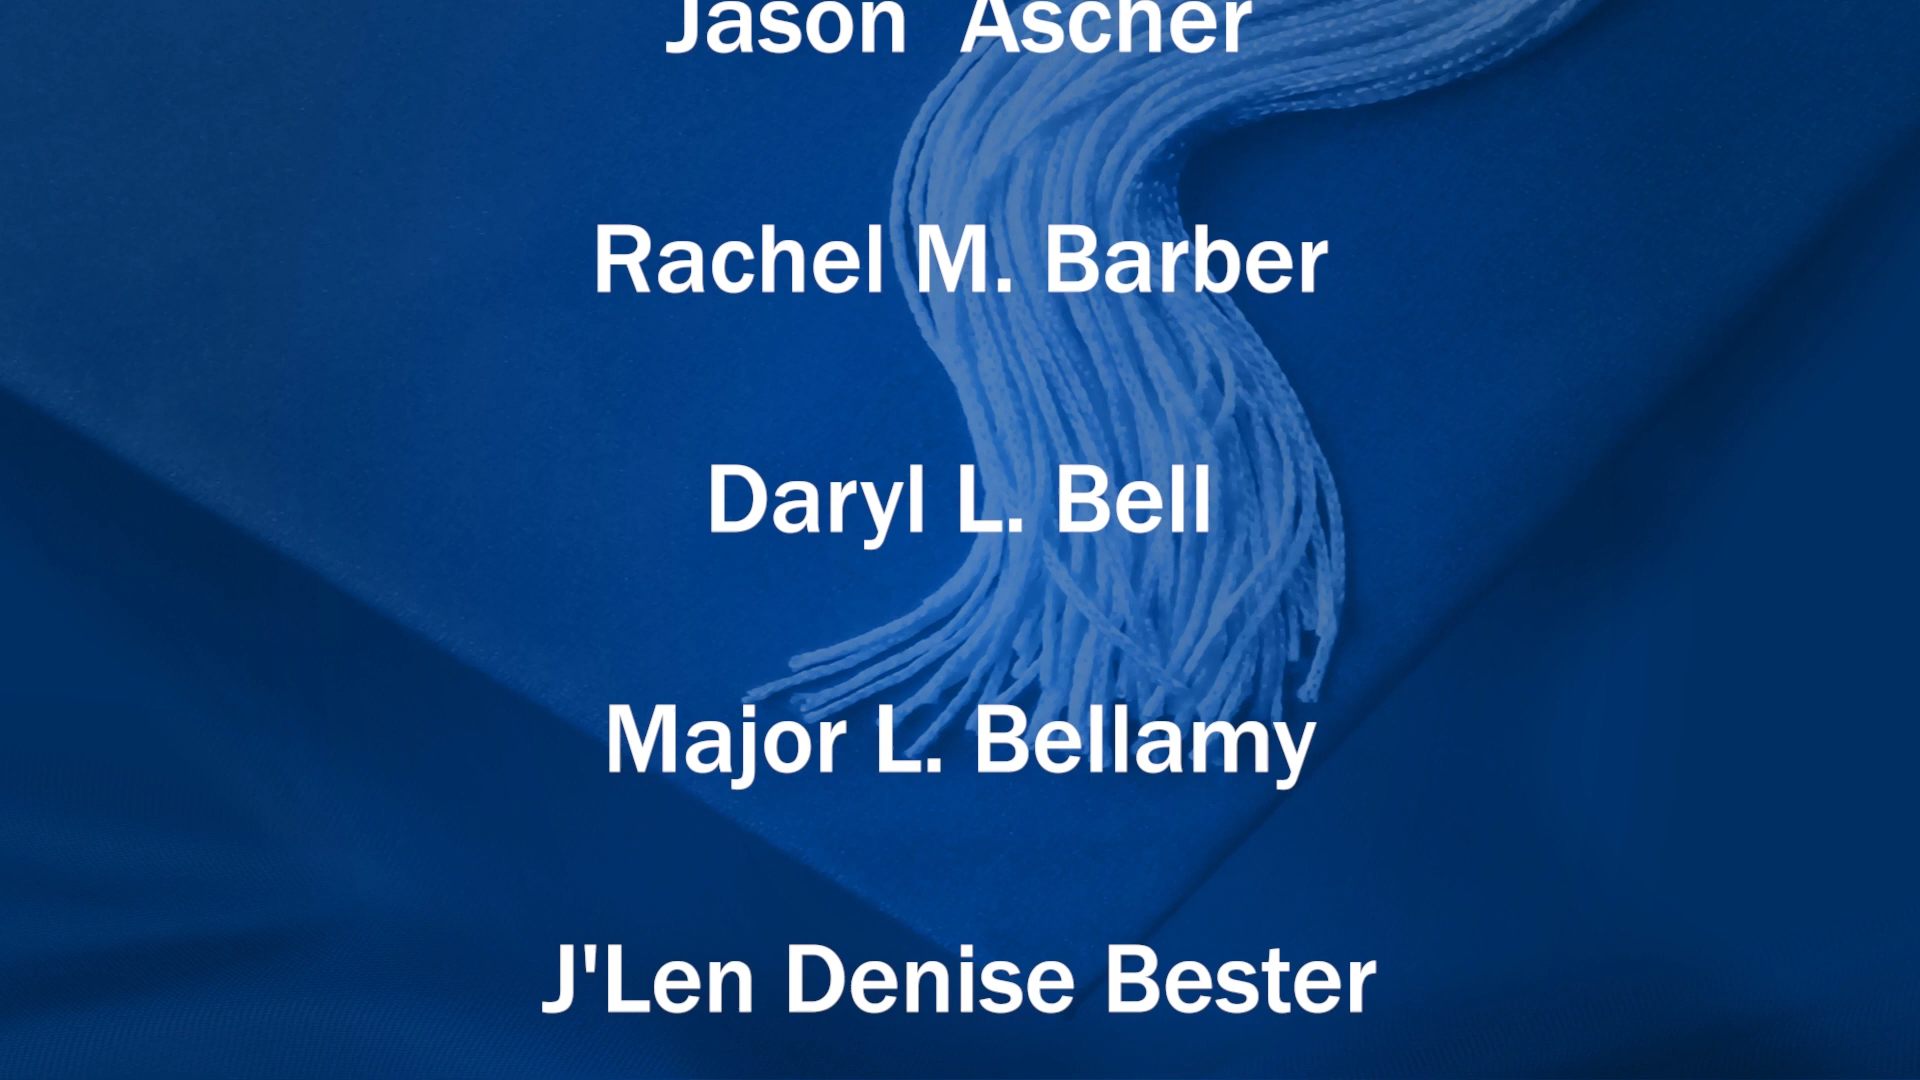 Jason  Ascher
Rachel M. Barber
Daryl L. Bell
Major L. Bellamy
J'Len Denise Bester